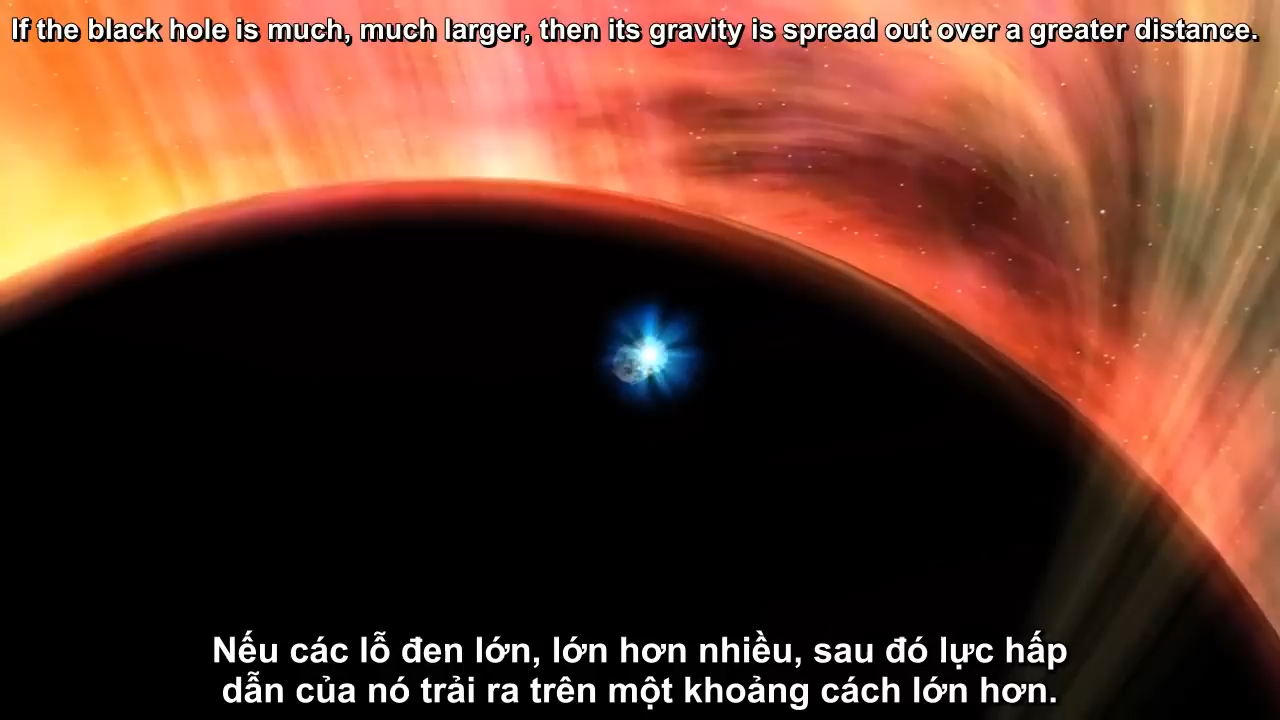 If the black hole is much, much larger, then its gravity is spread out over a greater distance.
Nếu các lỗ đen lớn, lớn hơn nhiều, sau đó lực hấp
dẫn của nó trải ra trên một khoảng cách lớn hơn.